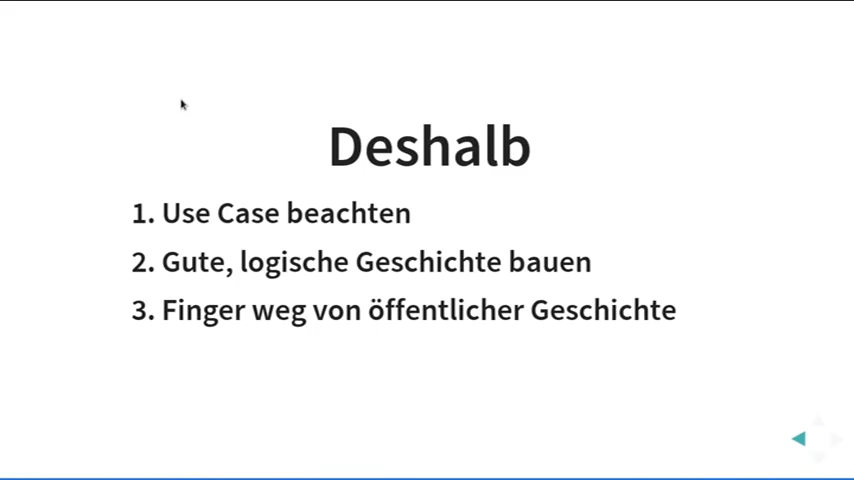 Deshalb
1. Use Case beachten
2. Gute, logische Geschichte bauen
3. Finger weg von öffentlicher Geschichte